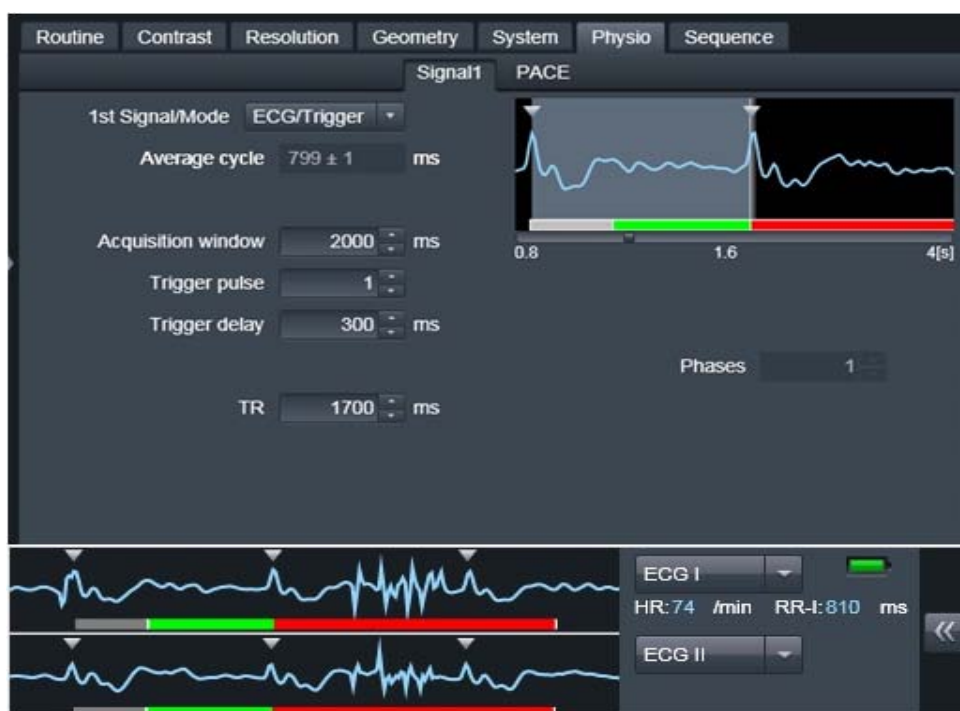 Routine Contrast Resolution Geometry System Physio Sequence
Signal1 PACE
1st Signal/Mode ECG/Trigger
Average cycle 799 ± 1 ms
Acquisition window 2000 ms
Trigger pulse 1
Trigger delay 300 ms
TR 1700 ms
0.8 1.6 4[s]
Phases 1
ECG I
HR:74 /min RR-I:810 ms
ECG II